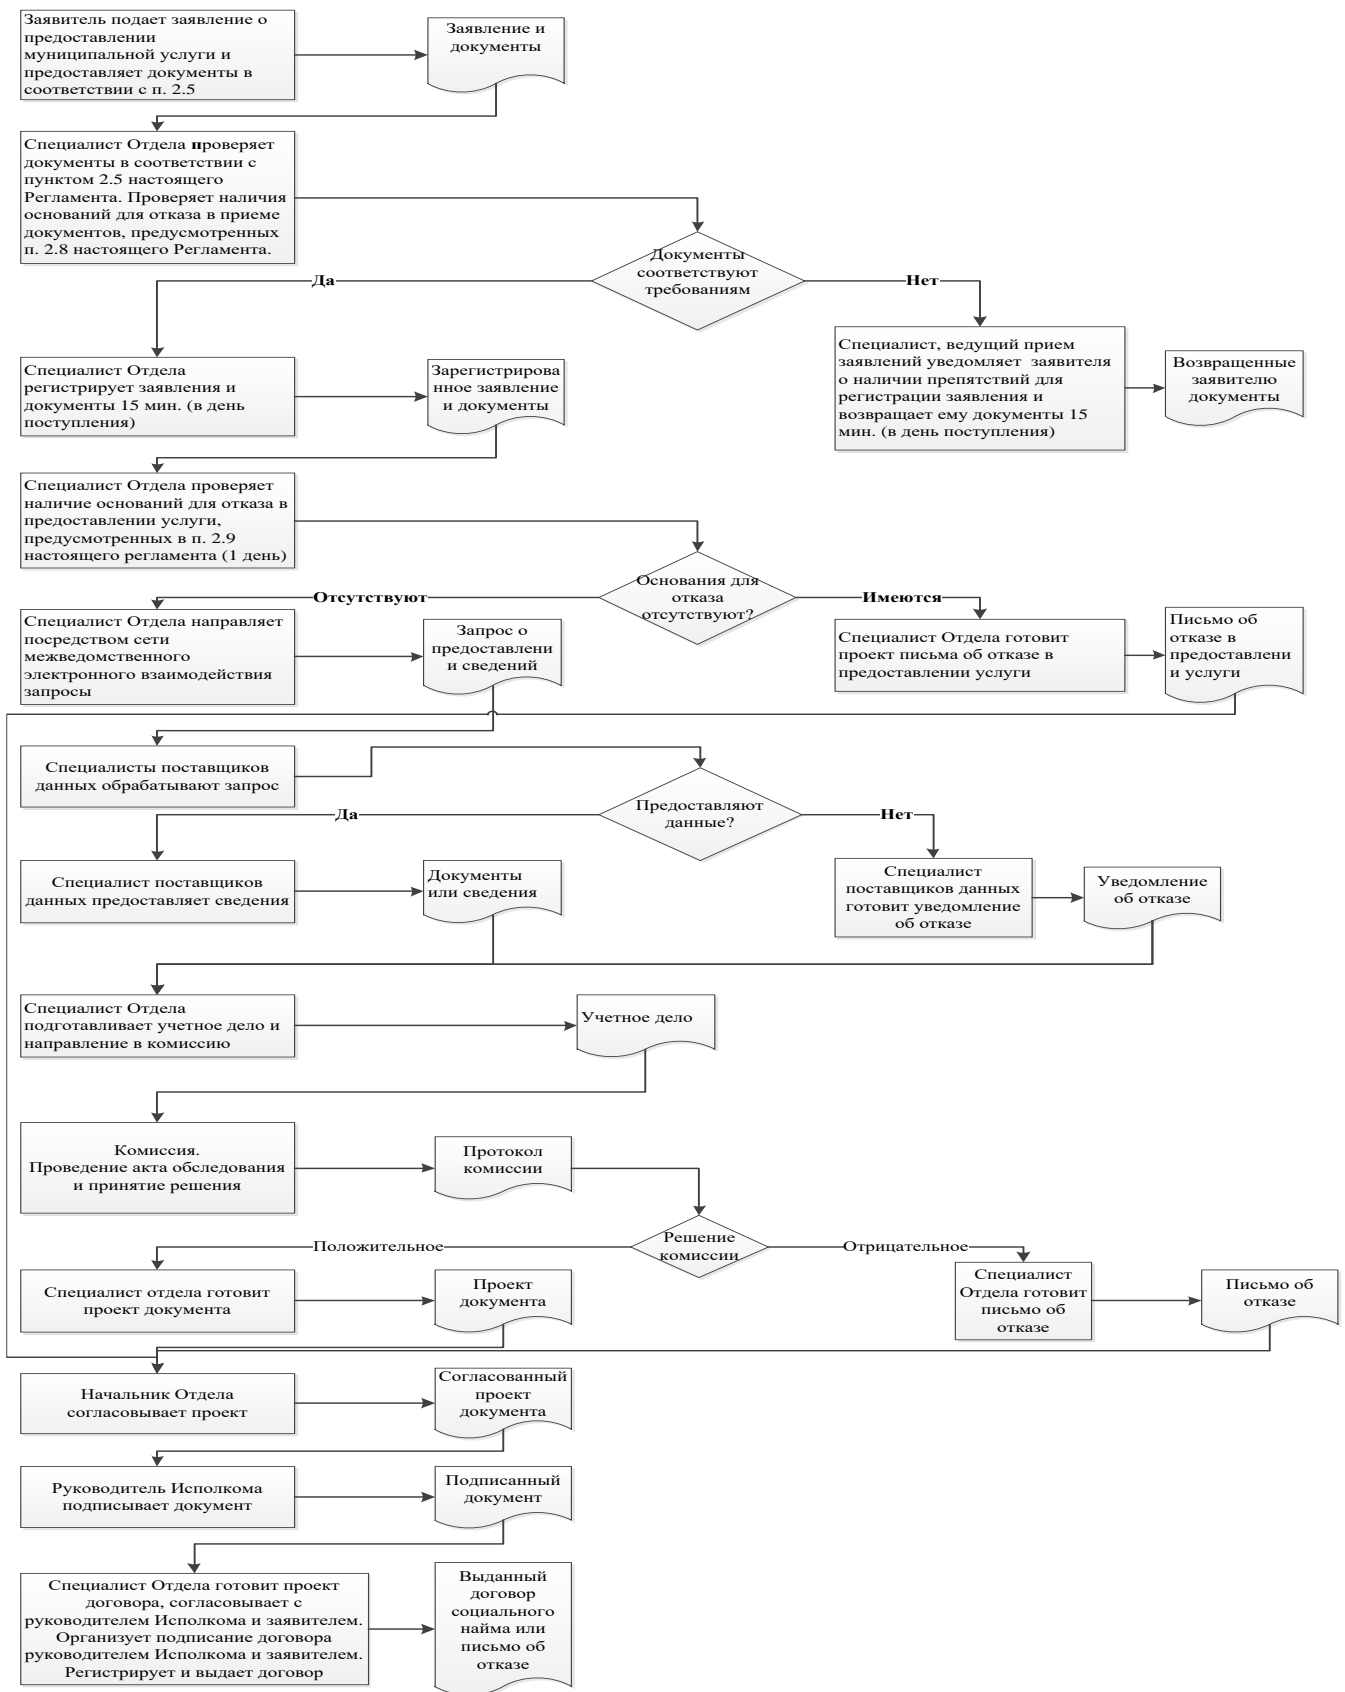 Заявитель подает заявление о
предоставлении
муниципальной услуги и
предоставляет документы в
соответствии с п. 2.5
Заявление и
документы
Специалист Отдела проверяет
документы в соответствии с
пунктом 2.5 настоящего
Регламента. Проверяет наличия
оснований для отказа в приеме
документов, предусмотренных
п. 2.8 настоящего Регламента.
Документы
соответствуют
требованиям
Да
Нет
Специалист Отдела
регистрирует заявления и
документы 15 мин. (в день
поступления)
Зарегистрирова
нное заявление
и документы
Специалист, ведущий прием
заявлений уведомляет заявителя
о наличии препятствий для
регистрации заявления и
возвращает ему документы 15
мин. (в день поступления)
Возвращенные
заявителю
документы
Специалист Отдела проверяет
наличие оснований для отказа в
предоставлении услуги,
предусмотренных в п. 2.9
настоящего регламента (1 день)
Основания для
отказа
отсутствуют?
Отсутствуют
Имеются
Специалист Отдела направляет
посредством сети
межведомственного
электронного взаимодействия
запросы
Запрос о
предоставлени
и сведений
Специалист Отдела готовит
проект письма об отказе в
предоставлении услуги
Письмо об
отказе в
предоставлени
и услуги
Специалисты поставщиков
данных обрабатывают запрос
Предоставляют
данные?
Да
Нет
Специалист поставщиков
данных предоставляет сведения
Документы
или сведения
Специалист
поставщиков данных
готовит уведомление
об отказе
Уведомление
об отказе
Специалист Отдела
подготавливает учетное дело и
направление в комиссию
Учетное дело
Комиссия.
Проведение акта обследования
и принятие решения
Протокол
комиссии
Решение
комиссии
Положительное
Отрицательное
Специалист отдела готовит
проект документа
Проект
документа
Специалист
Отдела готовит
письмо об
отказе
Письмо об
отказе
Начальник Отдела
согласовывает проект
Согласованный
проект
документа
Руководитель Исполкома
подписывает документ
Подписанный
документ
Специалист Отдела готовит проект
договора, согласовывает с
руководителем Исполкома и заявителем.
Организует подписание договора
руководителем Исполкома и заявителем.
Регистрирует и выдает договор
Выданный
договор
социального
найма или
письмо об
отказе